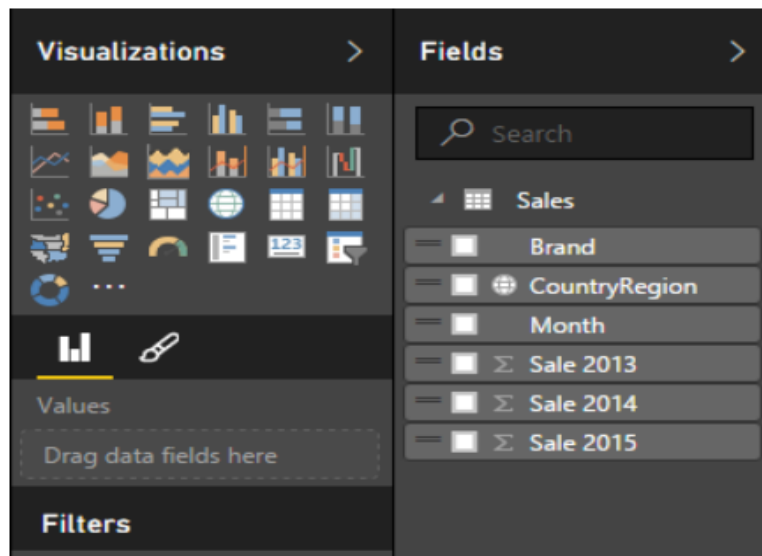 Visualizations
123
Values
Drag data fields here
Filters
Fields
Search
Sales
Brand
CountryRegion
Month
Σ Sale 2013
Σ Sale 2014
Σ Sale 2015